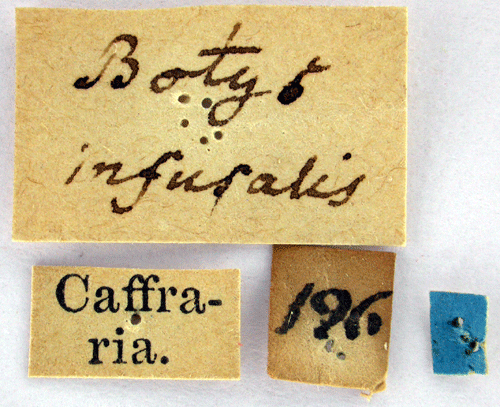 Botys
infusalis
Caffra-
ria.
196